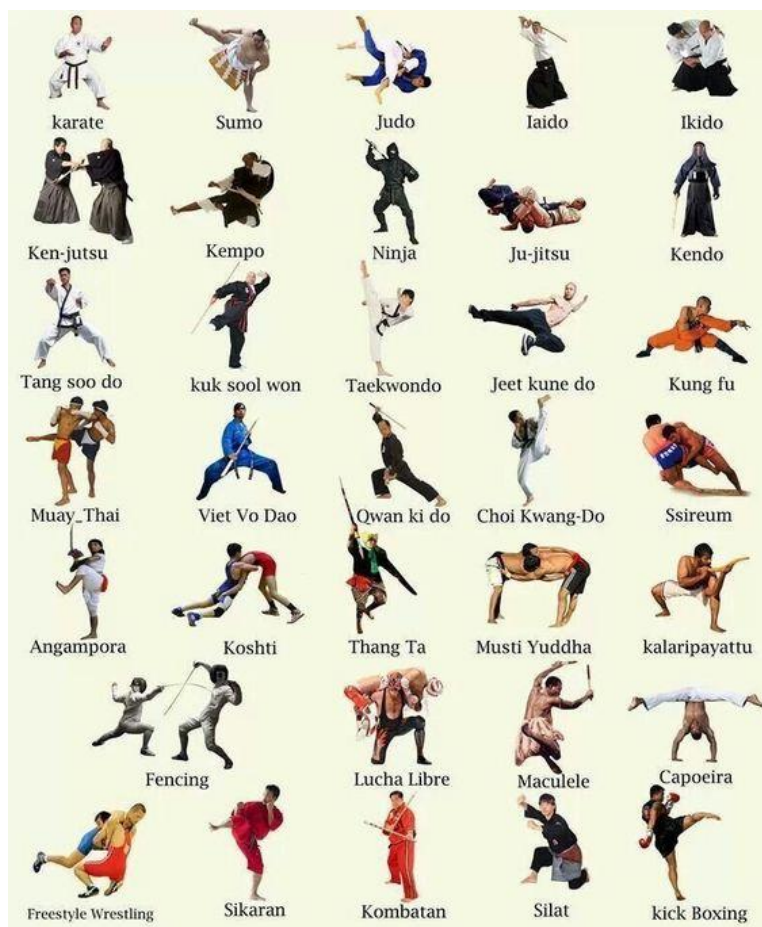 karate
Sumo
Judo
Iaido
Ikido
Ken-jutsu
Kempo
Ninja
Ju-jitsu
Kendo
Tang soo do
kuk sool won
Taekwondo
Jeet kune do
Kung fu
Muay_Thai
Viet Vo Dao
Qwan ki do
Choi Kwang-Do
Ssireum
Angampora
Koshti
Thang Ta
Musti Yuddha
kalaripayattu
Fencing
Lucha Libre
Maculele
Capoeira
Freestyle Wrestling
Sikaran
Kombatan
Silat
kick Boxing